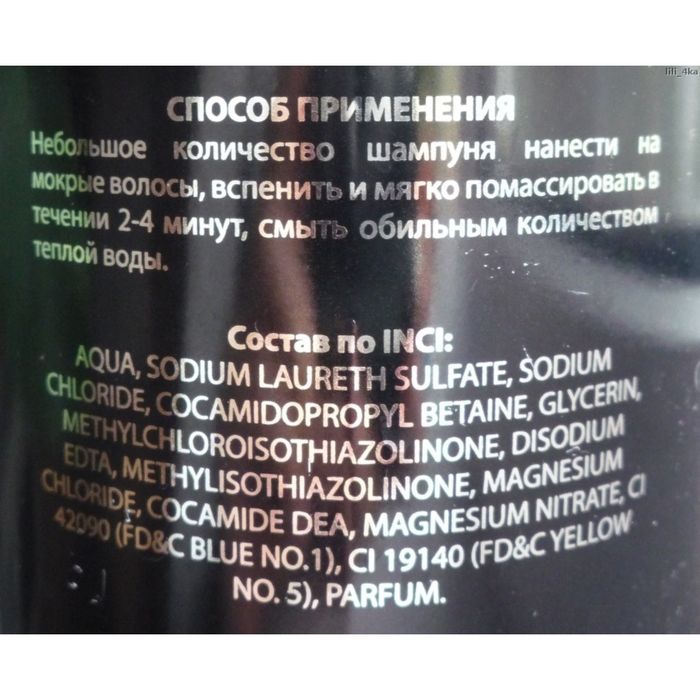 lili_4ka
СПОСОБ ПРИМЕНЕНИЯ
Небольшое количество шампуня нанести на
мокрые волосы, вспенить и мягко помассировать в
течении 2-4 минут, смыть обильным количеством
теплой воды.
Состав по INCI:
AQUA, SODIUM LAURETH SULFATE, SODIUM
CHLORIDE, COCAMIDOPROPYL BETAINE, GLYCERIN,
METHYLCHLOROISOTHIAZOLINONE, DISODIUM
EDTA, METHYLISOTHIAZOLINONE, MAGNESIUM
CHLORIDE, COCAMIDE DEA, MAGNESIUM NITRATE, CI
42090 (FD&C BLUE NO.1), CI 19140 (FD&C YELLOW
NO. 5), PARFUM.